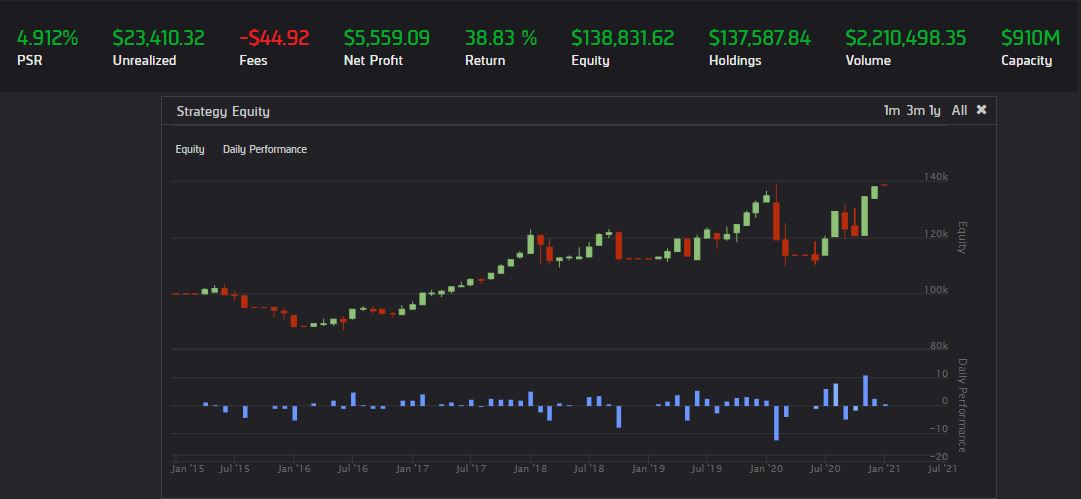 4.912% $23,410.32 -$44.92 $5,559.09 38.83 % $138,831.62 $137,587.84 $2,210,498.35 $910M
PSR Unrealized Fees Net Profit Return Equity Holdings Volume Capacity
Strategy Equity 1m 3m 1y All ✖
Equity Daily Performance
140k
120k
100k
80k
Equity
10
0
-10
-20
Daily Performance
Jan '15 Jul '15 Jan '16 Jul '16 Jan '17 Jul '17 Jan '18 Jul '18 Jan '19 Jul '19 Jan '20 Jul '20 Jan '21 Jul '21